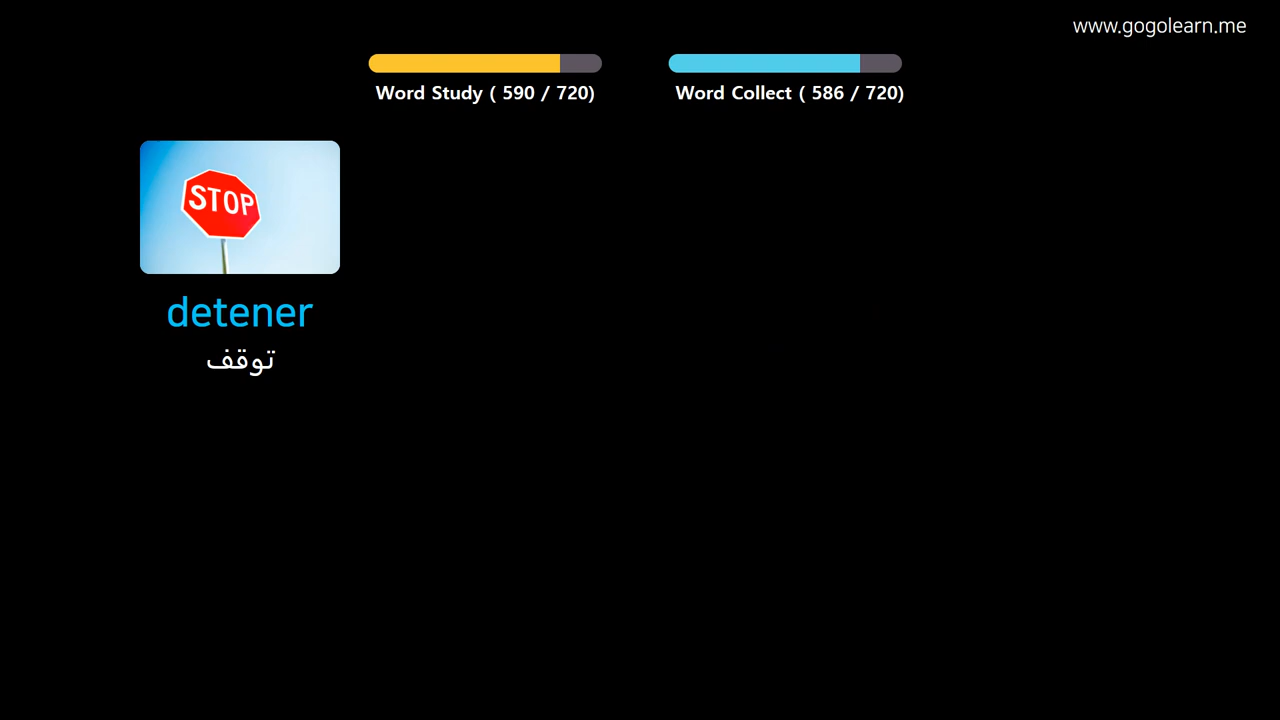 www.gogolearn.me
Word Study ( 590 / 720)
Word Collect ( 586 / 720)
STOP
detener
توقف